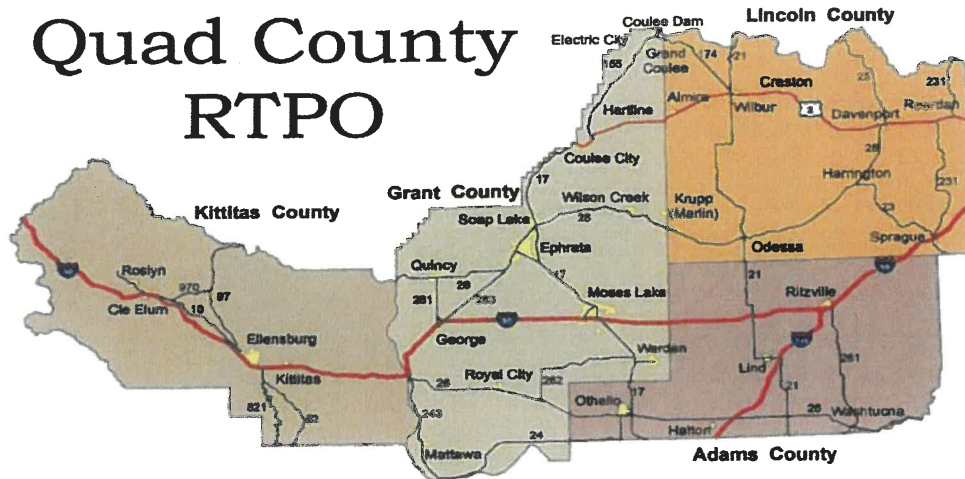 Quad County
RTPO
Lincoln County
Coulee Dam
Electric City
Grand
Coulee
74
21
155
Creston
25
231
Hartline
Almira
Wilbur
2
Davenport
Reardan
Coulee City
28
Harrington
231
17
Grant County
Wilson Creek
Krupp
(Marlin)
Kittitas County
Soap Lake
28
23
Ephrata
Odessa
Sprague
Roslyn
Quincy
17
21
970
97
28
283
Moses Lake
Ritzville
Cle Elum
10
281
George
Ellensburg
Warden
Lind
261
Kittitas
26
Royal City
262
21
821
82
243
Othello
17
26
Washtucna
Hatton
24
Mattawa
Adams County